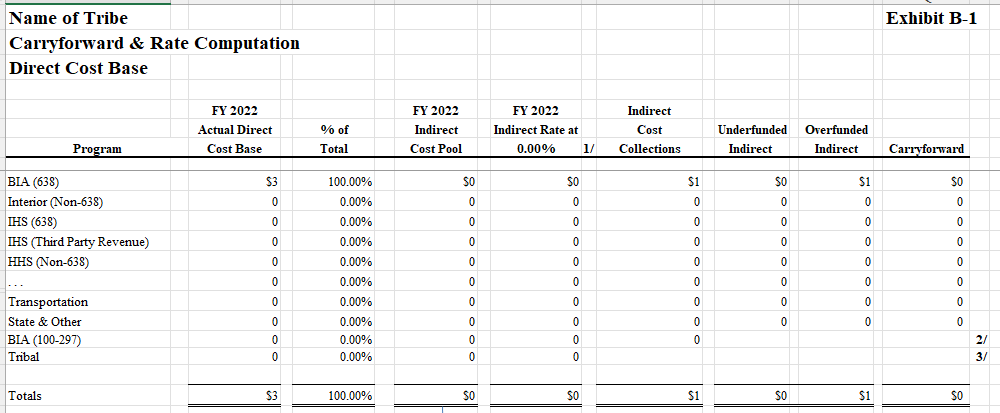 Name of Tribe Exhibit B-1
Carryforward & Rate Computation
Direct Cost Base
FY 2022 FY 2022 FY 2022 Indirect
Actual Direct % of Indirect Indirect Rate at Cost Underfunded Overfunded
Program Cost Base Total Cost Pool 0.00% 1/ Collections Indirect Indirect Carryforward
BIA (638) $3 100.00% $0 $0 $1 $0 $1 $0
Interior (Non-638) 0 0.00% 0 0 0 0 0 0
IHS (638) 0 0.00% 0 0 0 0 0 0
IHS (Third Party Revenue) 0 0.00% 0 0 0 0 0 0
HHS (Non-638) 0 0.00% 0 0 0 0 0 0
. . . 0 0.00% 0 0 0 0 0 0
Transportation 0 0.00% 0 0 0 0 0 0
State & Other 0 0.00% 0 0 0 0 0 0
BIA (100-297) 0 0.00% 0 0 0 2/
Tribal 0 0.00% 0 0 3/
Totals $3 100.00% $0 $0 $1 $0 $1 $0